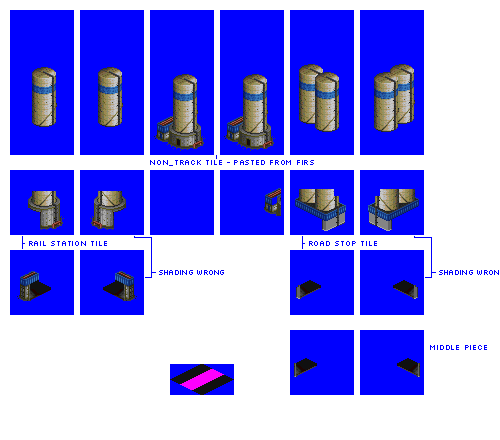 NON_TRACK TILE - PASTED FROM FIRS
RAIL STATION TILE
ROAD STOP TILE
SHADING WRONG
SHADING WRON
MIDDLE PIECE